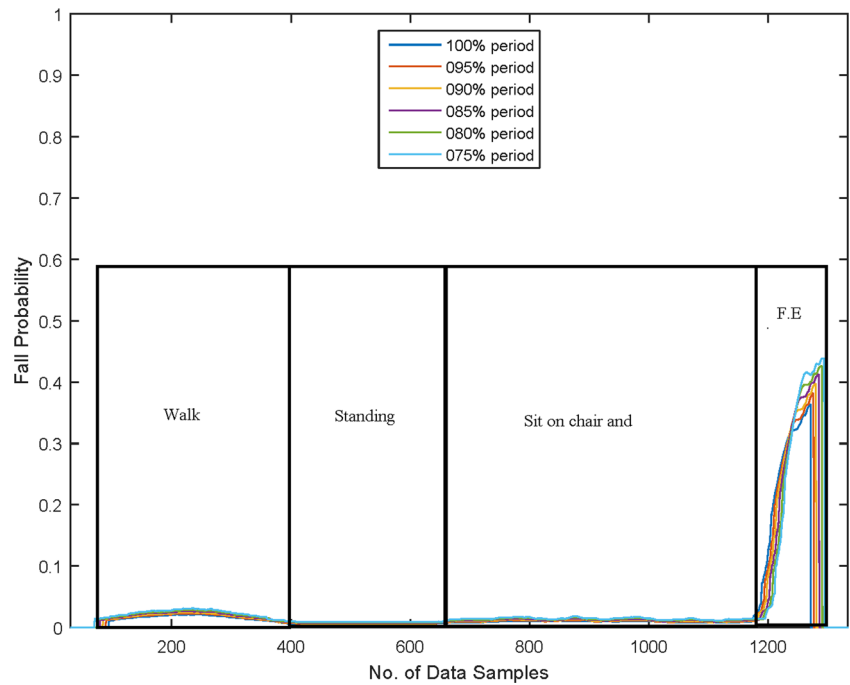 1
0.9
0.8
0.7
0.6
0.5
0.4
0.3
0.2
0.1
0
Fall Probability
100% period
095% period
090% period
085% period
080% period
075% period
Walk
Standing
Sit on chair and
F.E
200
400
600
800
1000
1200
No. of Data Samples